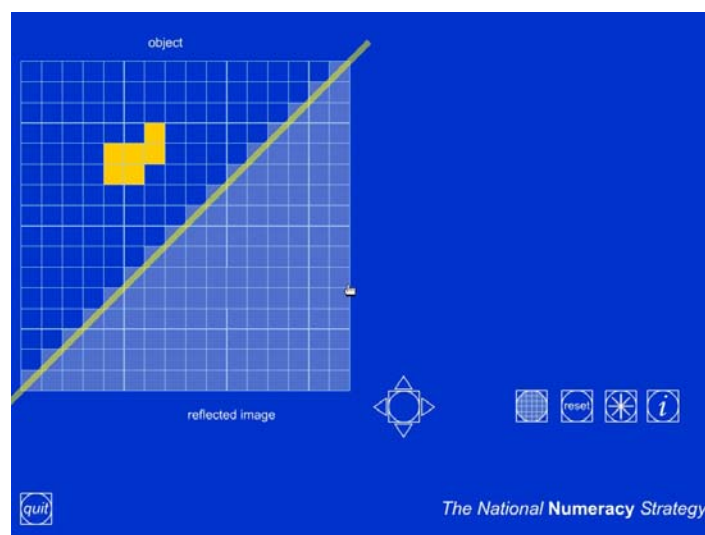 object
reflected image
reset
i
quit
The National Numeracy Strategy